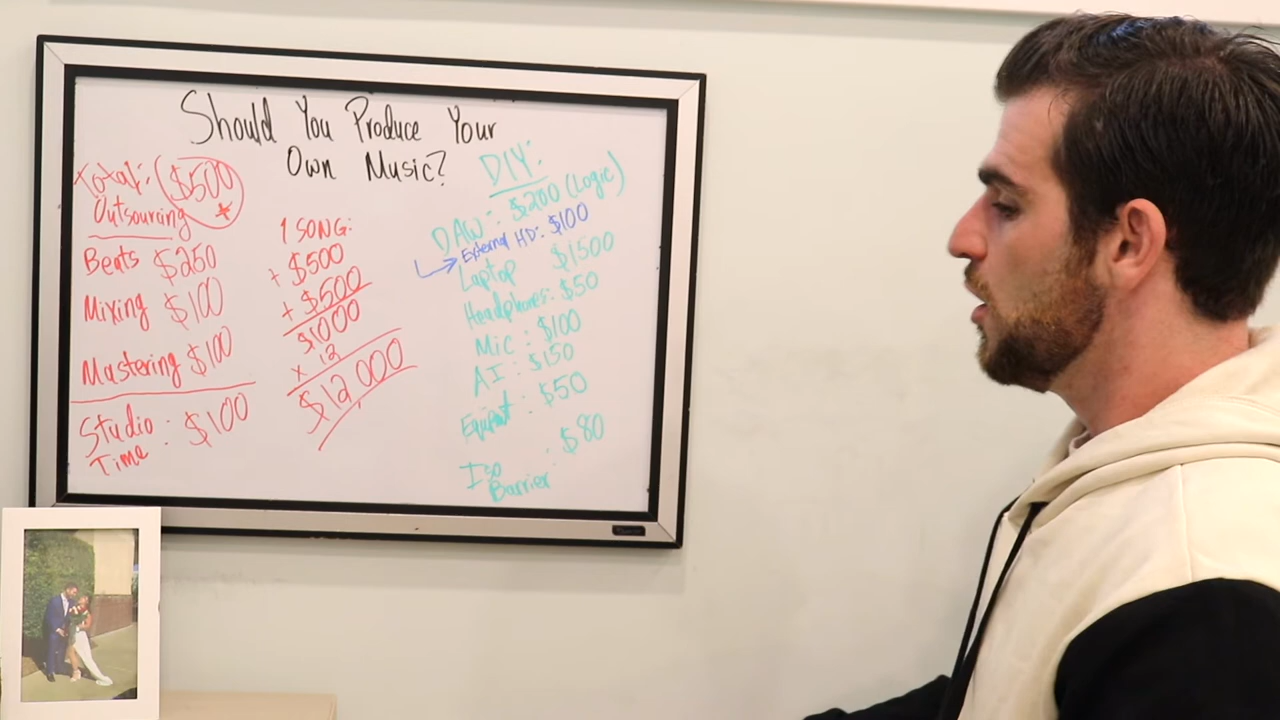 Should You Produce Your
Own Music?
Total: $500
+
Outsourcing
Beats $250
Mixing $100
Mastering $100
Studio : $100
Time
1 SONG:
+ $500
+ $500
$1000
x 12
$12,000
DIY:
DAW: $200 (Logic)
External HD: $100
Laptop $1500
Headphones: $50
Mic : $100
AI : $150
Equipment : $50
Iso : $80
Barrier